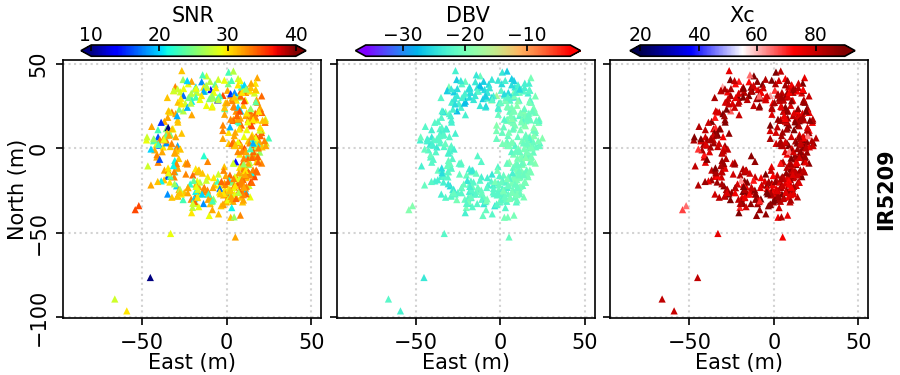 SNR DBV Xc
10 20 30 40 −30 −20 −10 20 40 60 80
50
0
−50
−100
North (m)
−50 0 50 −50 0 50 −50 0 50
East (m) East (m) East (m)
IR5209